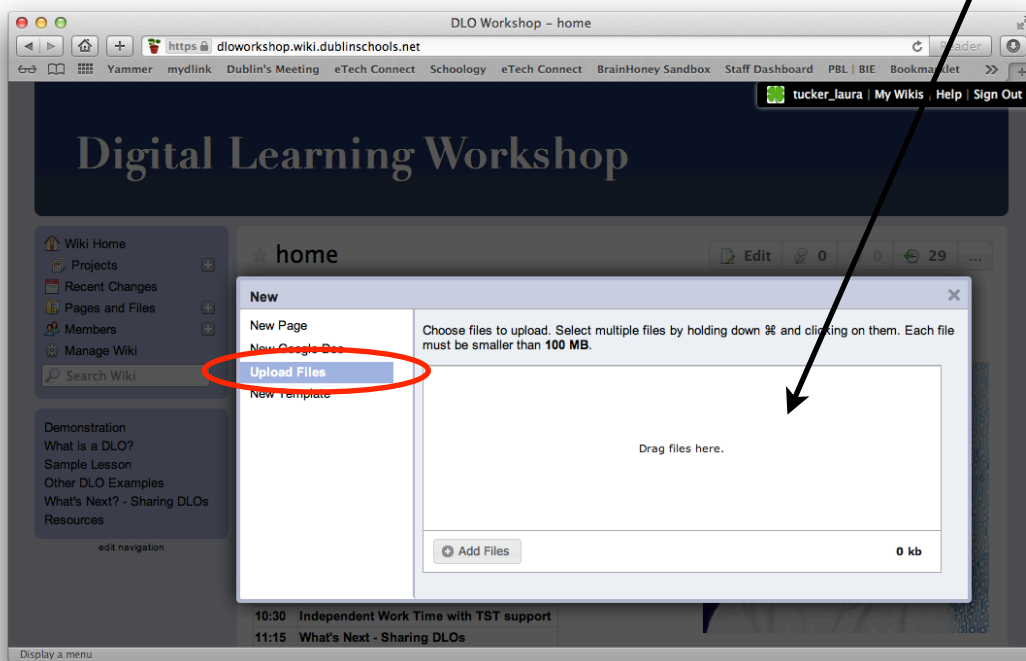 DLO Workshop – home
https dloworkshop.wiki.dublinschools.net Reader
Yammer mydlink Dublin's Meeting eTech Connect Schoology eTech Connect BrainHoney Sandbox Staff Dashboard PBL | BIE Bookmarklet >>
tucker_laura | My Wikis | Help | Sign Out
Digital Learning Workshop
Wiki Home
Projects
Recent Changes
Pages and Files
Members
Manage Wiki
Search Wiki
home
Edit 0 0 29 ...
New
New Page
New Google Doc
Upload Files
New Template
Choose files to upload. Select multiple files by holding down ⌘ and clicking on them. Each file
must be smaller than 100 MB.
Drag files here.
Add Files 0 kb
Demonstration
What is a DLO?
Sample Lesson
Other DLO Examples
What's Next? - Sharing DLOs
Resources
edit navigation
10:30 Independent Work Time with TST support
11:15 What's Next - Sharing DLOs
Display a menu